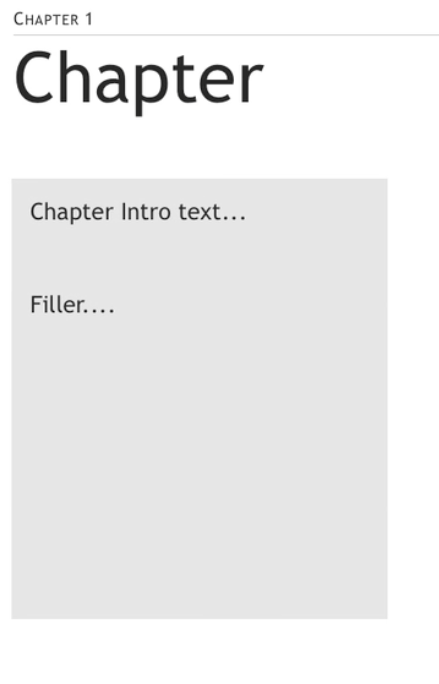 CHAPTER 1
Chapter
Chapter Intro text...
Filler....